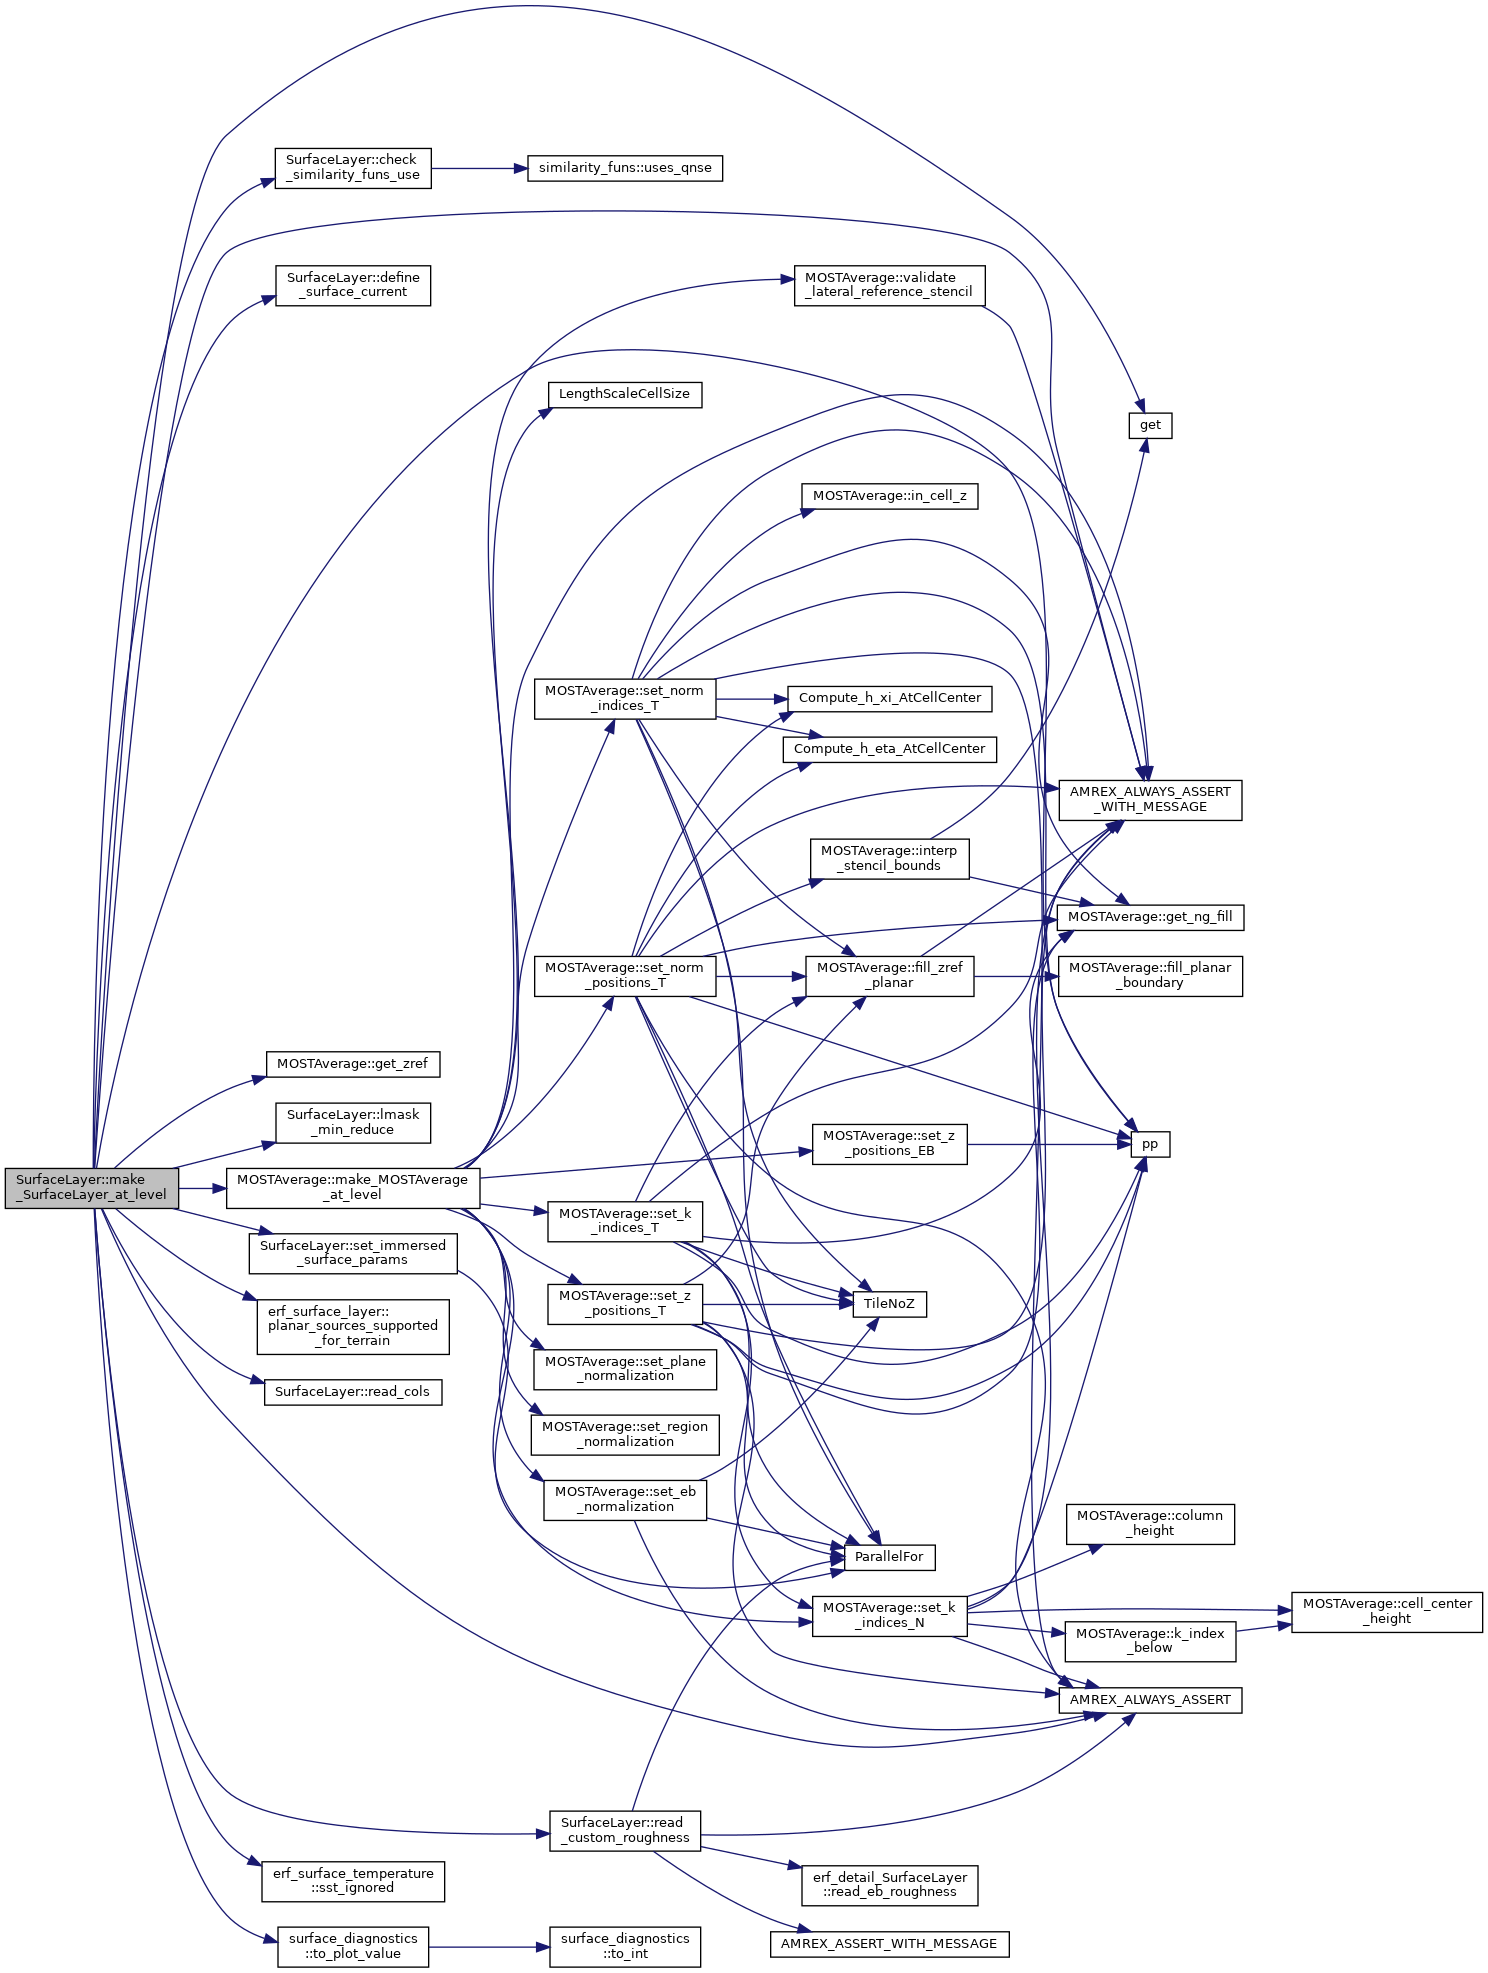 SurfaceLayer::check
_similarity_funs_use
similarity_funs::uses_qnse
SurfaceLayer::define
_surface_current
MOSTAverage::validate
_lateral_reference_stencil
LengthScaleCellSize
get
MOSTAverage::in_cell_z
MOSTAverage::set_norm
_indices_T
Compute_h_xi_AtCellCenter
Compute_h_eta_AtCellCenter
AMREX_ALWAYS_ASSERT
_WITH_MESSAGE
MOSTAverage::interp
_stencil_bounds
MOSTAverage::get_ng_fill
MOSTAverage::set_norm
_positions_T
MOSTAverage::fill_zref
_planar
MOSTAverage::fill_planar
_boundary
MOSTAverage::get_zref
SurfaceLayer::lmask
_min_reduce
MOSTAverage::set_z
_positions_EB
pp
SurfaceLayer::make
_SurfaceLayer_at_level
MOSTAverage::make_MOSTAverage
_at_level
MOSTAverage::set_k
_indices_T
SurfaceLayer::set_immersed
_surface_params
MOSTAverage::set_z
_positions_T
TileNoZ
erf_surface_layer::
planar_sources_supported
_for_terrain
MOSTAverage::set_plane
_normalization
SurfaceLayer::read_cols
MOSTAverage::set_region
_normalization
MOSTAverage::set_eb
_normalization
MOSTAverage::column
_height
ParallelFor
MOSTAverage::set_k
_indices_N
MOSTAverage::cell_center
_height
MOSTAverage::k_index
_below
AMREX_ALWAYS_ASSERT
SurfaceLayer::read
_custom_roughness
erf_surface_temperature
::sst_ignored
erf_detail_SurfaceLayer
::read_eb_roughness
surface_diagnostics
::to_plot_value
surface_diagnostics
::to_int
AMREX_ASSERT_WITH_MESSAGE